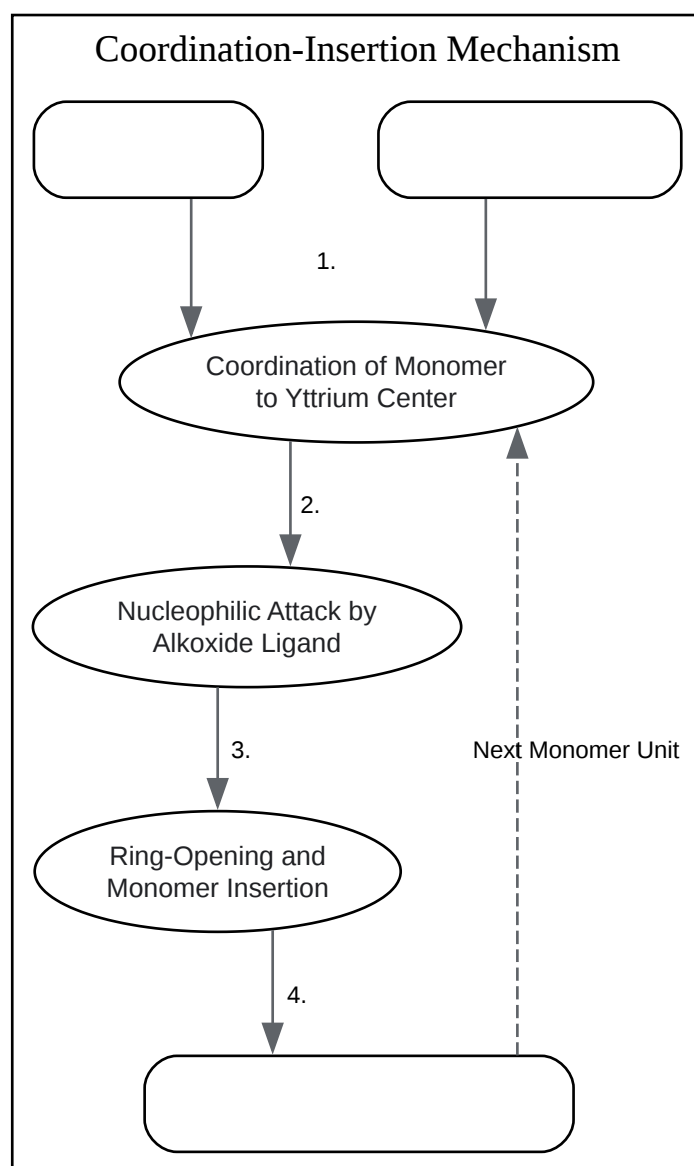 Coordination-Insertion Mechanism
1.
Coordination of Monomer
to Yttrium Center
2.
Nucleophilic Attack by
Alkoxide Ligand
3.
Next Monomer Unit
Ring-Opening and
Monomer Insertion
4.